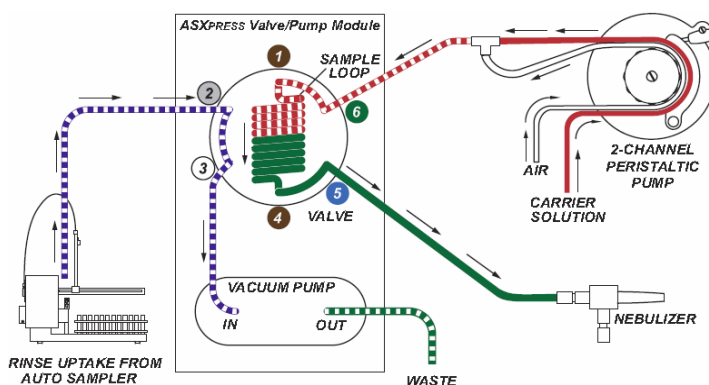 ASXPRESS Valve/Pump Module
1
SAMPLE
LOOP
2
6
3
4
5
VALVE
AIR
CARRIER
SOLUTION
2-CHANNEL
PERISTALTIC
PUMP
VACUUM PUMP
IN
OUT
NEBULIZER
RINSE UPTAKE FROM
AUTO SAMPLER
WASTE